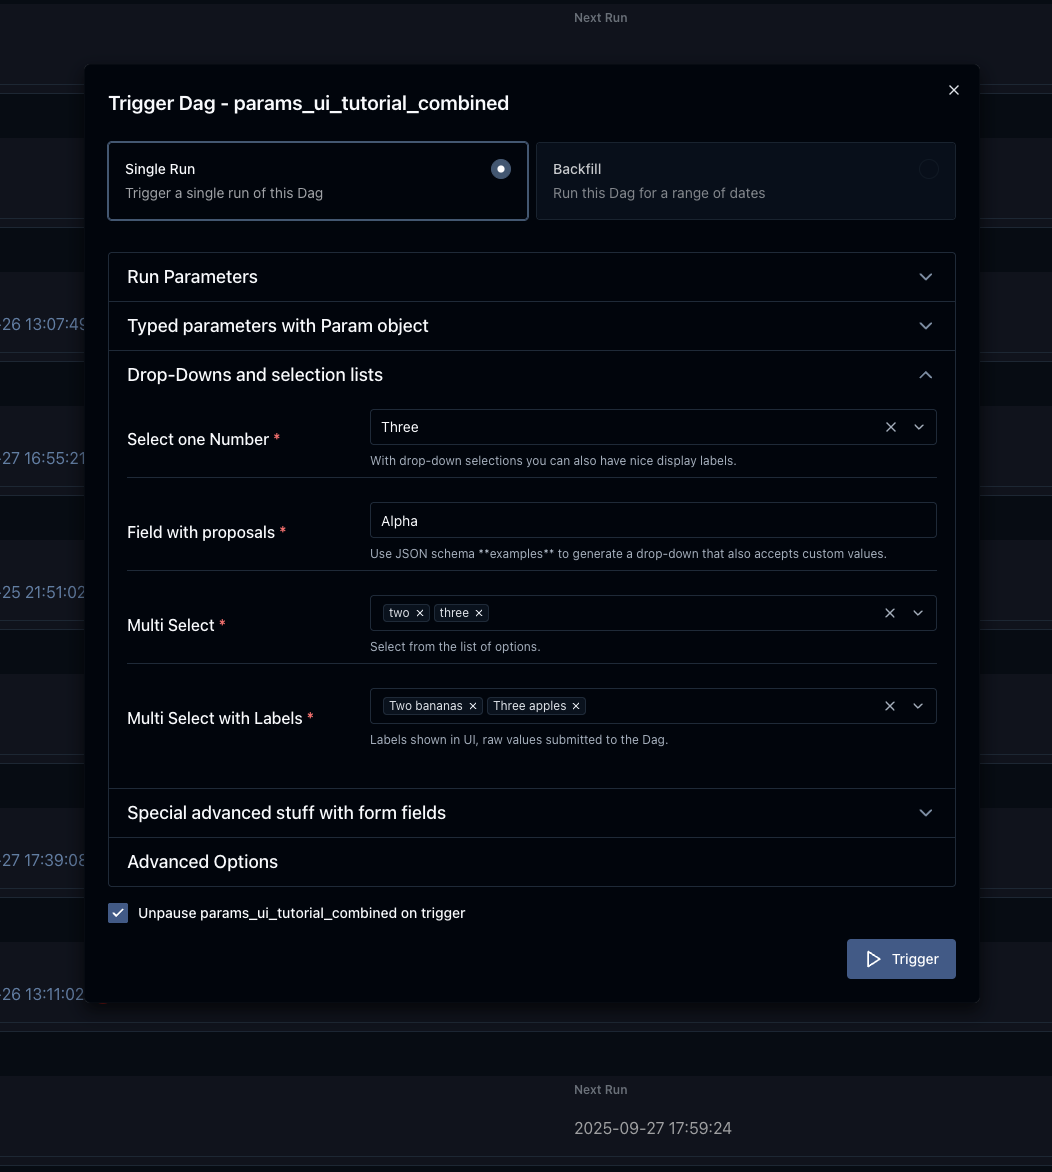 Next Run
Trigger Dag - params_ui_tutorial_combined
Single Run
Trigger a single run of this Dag
Backfill
Run this Dag for a range of dates
Run Parameters
-26 13:07:49
Typed parameters with Param object
Drop-Downs and selection lists
Select one Number *
Three
With drop-down selections you can also have nice display labels.
-27 16:55:21
Field with proposals *
Alpha
Use JSON schema **examples** to generate a drop-down that also accepts custom values.
-25 21:51:02
Multi Select *
two
three
Select from the list of options.
Multi Select with Labels *
Two bananas
Three apples
Labels shown in UI, raw values submitted to the Dag.
Special advanced stuff with form fields
-27 17:39:08
Advanced Options
Unpause params_ui_tutorial_combined on trigger
Trigger
-26 13:11:02
Next Run
2025-09-27 17:59:24